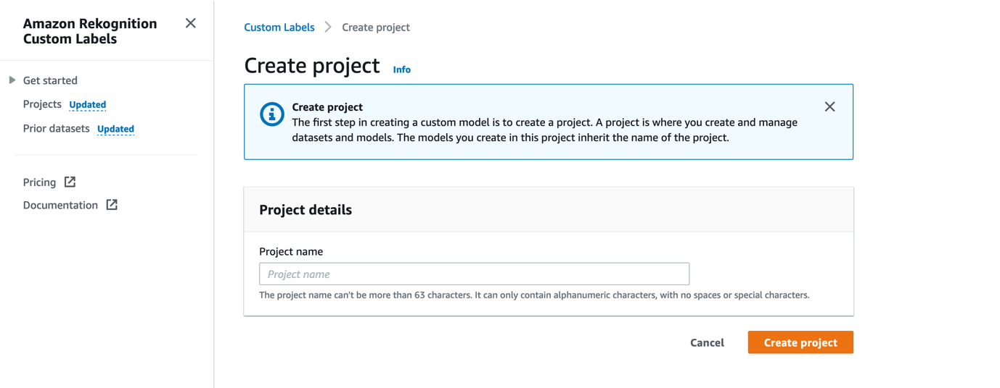 Amazon Rekognition
Custom Labels
Get started
Projects Updated
Prior datasets Updated
Pricing
Documentation
Custom Labels > Create project
Create project Info
Create project
The first step in creating a custom model is to create a project. A project is where you create and manage
datasets and models. The models you create in this project inherit the name of the project.
Project details
Project name
Project name
The project name can't be more than 63 characters. It can only contain alphanumeric characters, with no spaces or special characters.
Cancel Create project